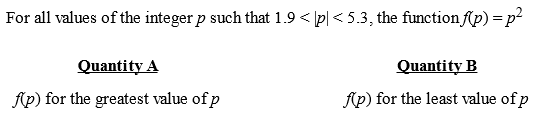 For all values of the integer p such that 1.9 < |p| < 5.3, the function f(p) = p²
Quantity A Quantity B
f(p) for the greatest value of p f(p) for the least value of p